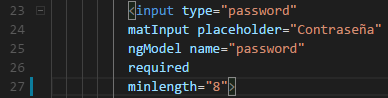 23 <input type="password"
24 matInput placeholder="Contraseña"
25 ngModel name="password"
26 required
27 minlength="8">